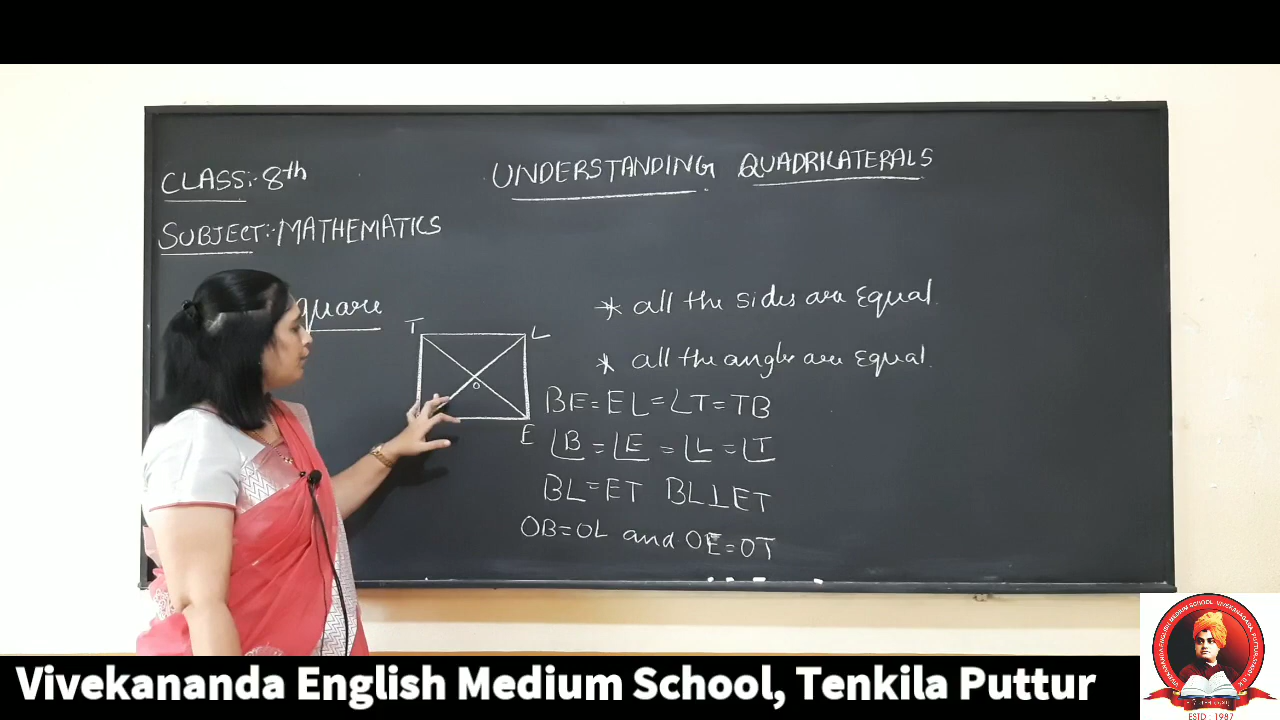 CLASS:- 8th
UNDERSTANDING QUADRILATERALS
SUBJECT:- MATHEMATICS
quare
T L
O
E
* all the sides are Equal.
* all the angles are Equal.
BE=EL=LT=TB
∠B=∠E=∠L=∠T
BL=ET BL⊥ET
OB=OL and OE=OT
Vivekananda English Medium School, Tenkila Puttur
ESTD : 1987